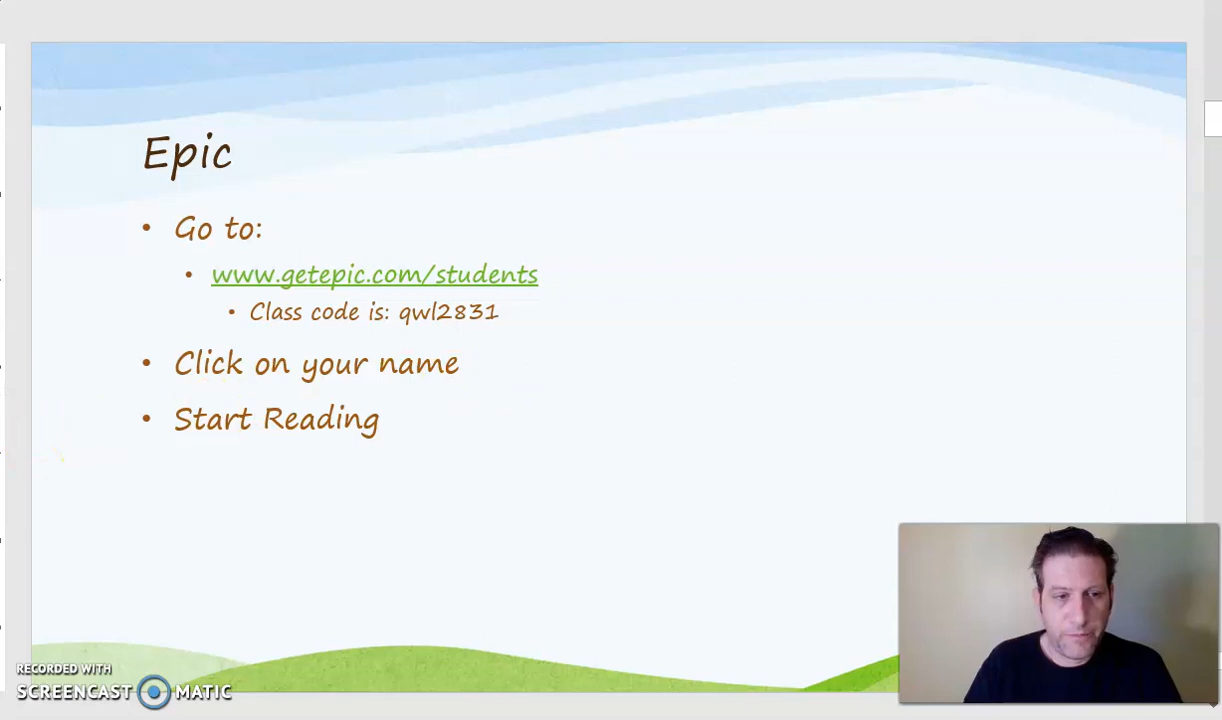 Epic
• Go to:
• www.getepic.com/students
• Class code is: qwl2831
• Click on your name
• Start Reading
RECORDED WITH
SCREENCAST MATIC